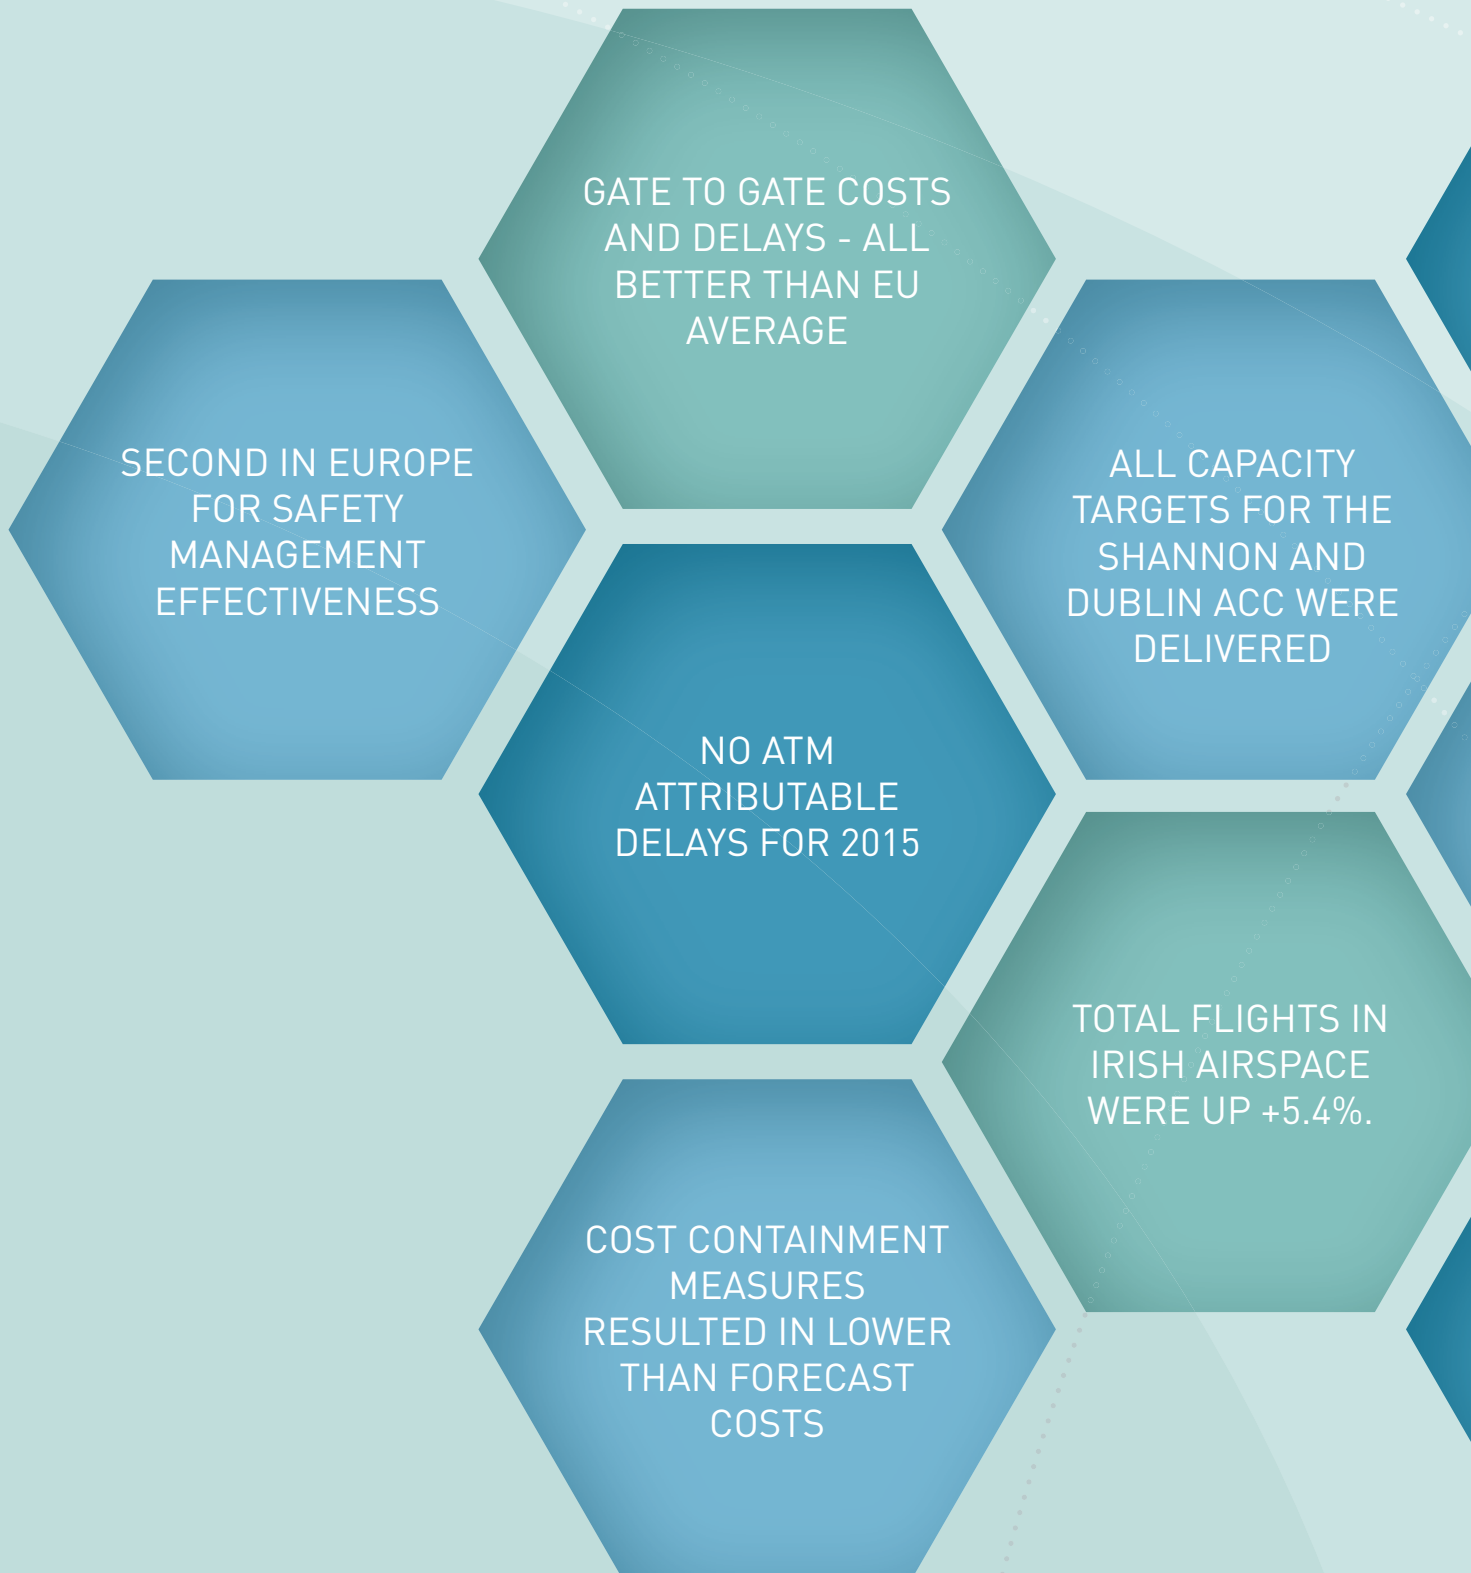 GATE TO GATE COSTS
AND DELAYS - ALL
BETTER THAN EU
AVERAGE
SECOND IN EUROPE
FOR SAFETY
MANAGEMENT
EFFECTIVENESS
ALL CAPACITY
TARGETS FOR THE
SHANNON AND
DUBLIN ACC WERE
DELIVERED
NO ATM
ATTRIBUTABLE
DELAYS FOR 2015
TOTAL FLIGHTS IN
IRISH AIRSPACE
WERE UP +5.4%.
COST CONTAINMENT
MEASURES
RESULTED IN LOWER
THAN FORECAST
COSTS